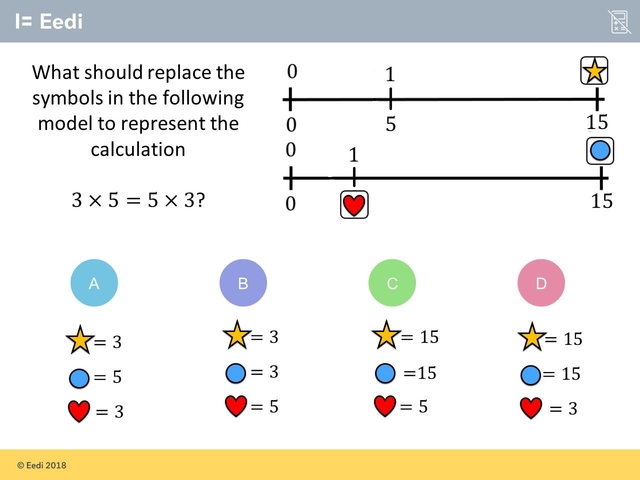 Eedi
What should replace the
symbols in the following
model to represent the
calculation
3 × 5 = 5 × 3?
0 1
0 5 15
0 1
0 15
A
= 3
= 5
= 3
B
= 3
= 3
= 5
C
= 15
=15
= 5
D
= 15
= 15
= 3
© Eedi 2018